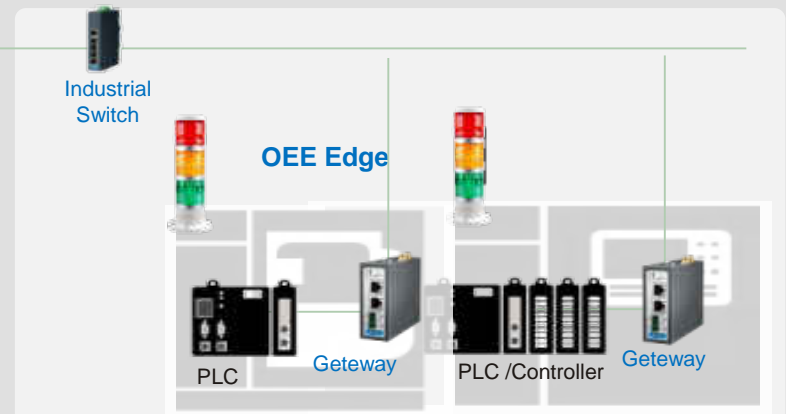 Industrial
Switch
OEE Edge
PLC
Geteway
PLC /Controller
Geteway